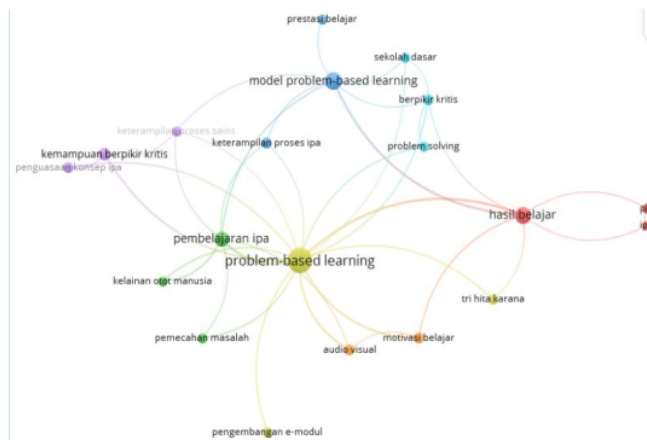 prestasi belajar
sekolah dasar
model problem-based learning
berpikir kritis
keterampilan proses sains
keterampilan proses ipa
problem solving
kemampuan berpikir kritis
penguasaan konsep ipa
hasil belajar
pembelajaran ipa
problem-based learning
kelainan otot manusia
tri hita karana
pemecahan masalah
motivasi belajar
audio visual
pengembangan e-modul